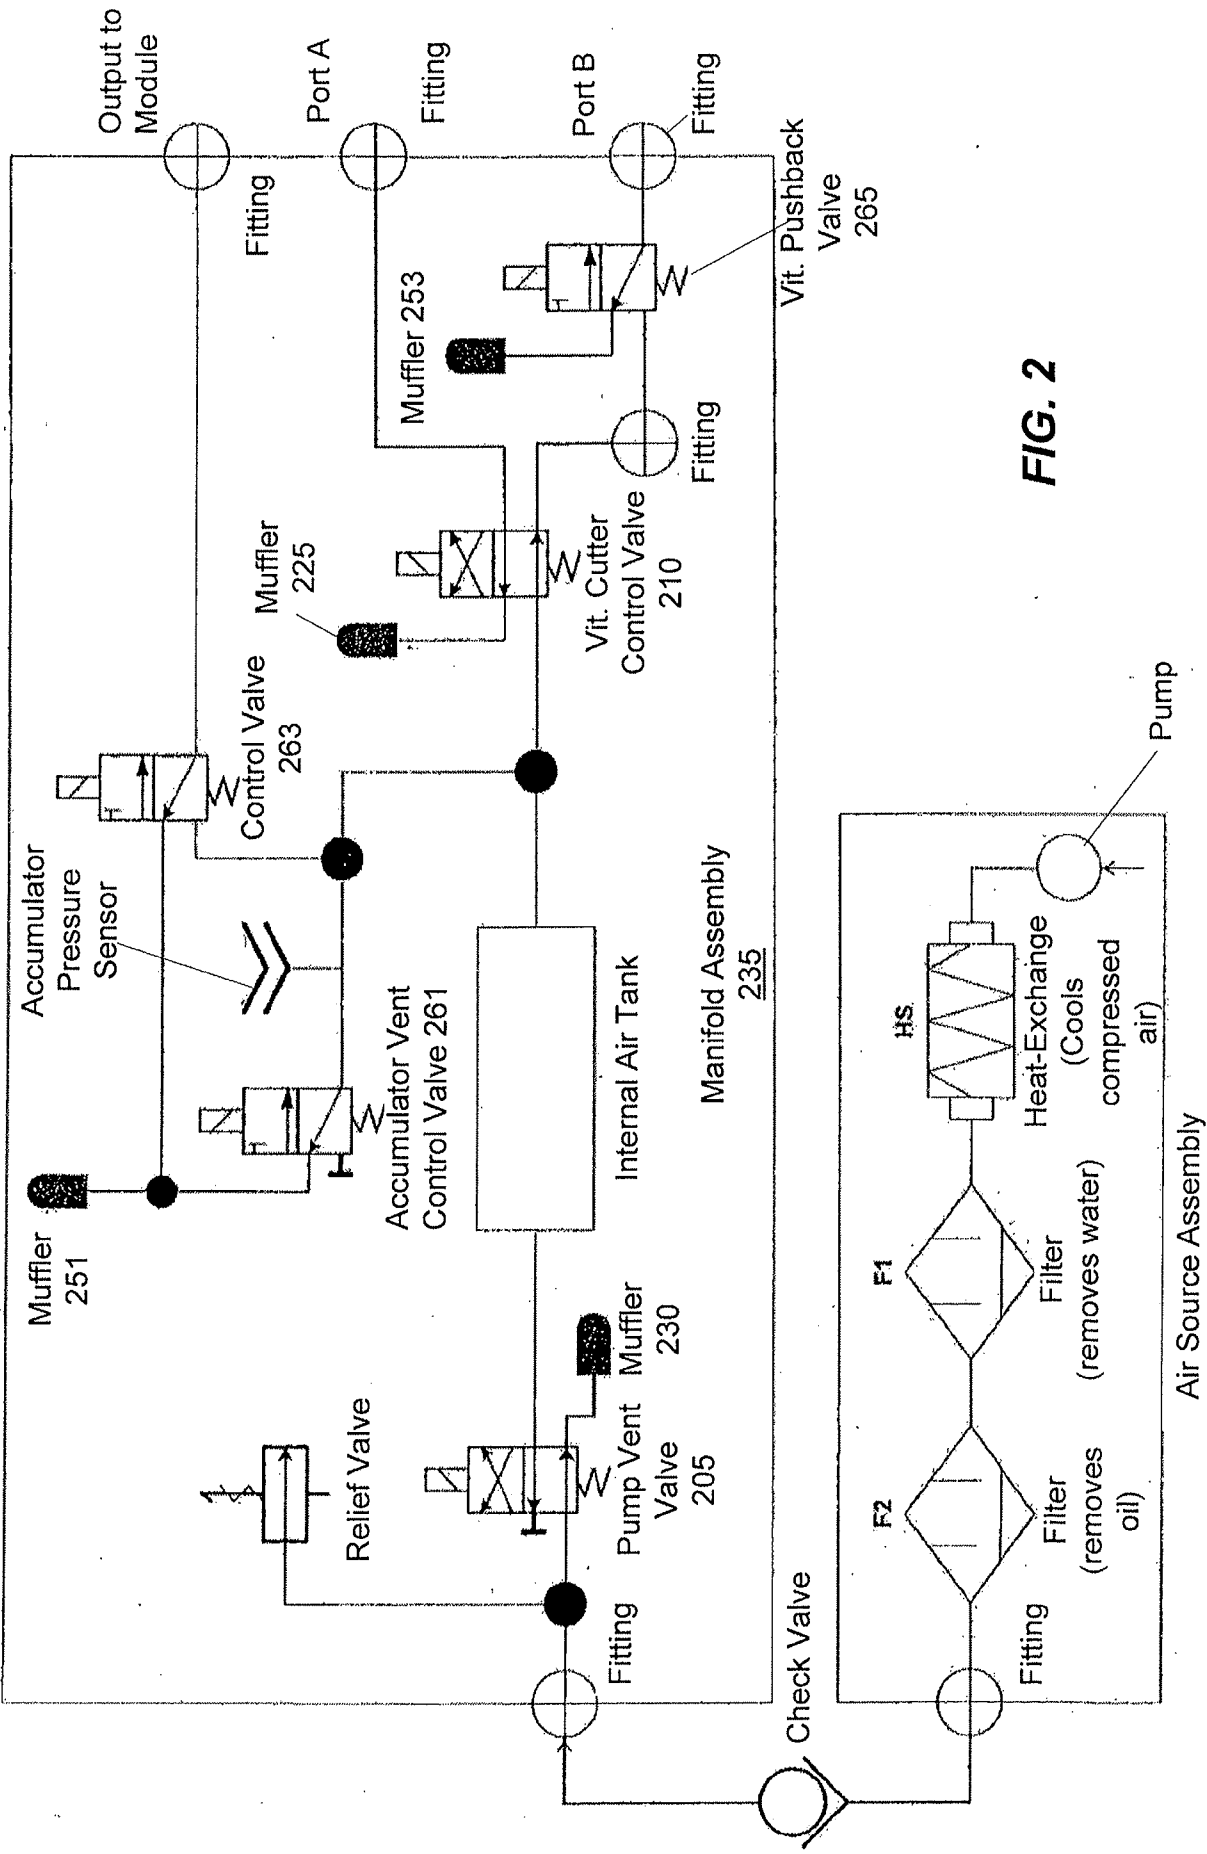 Output to
Module
Port A
Fitting
Port B
Fitting
Fitting
Vit. Pushback
Valve
265
Muffler 253
Fitting
Muffler
225
Vit. Cutter
Control Valve
210
Control Valve
263
Accumulator
Pressure
Sensor
Accumulator Vent
Control Valve 261
Muffler
251
Internal Air Tank
Manifold Assembly
235
Relief Valve
Muffler
230
Pump Vent
Valve
205
Fitting
Check Valve
Pump
HS
Heat-Exchange
(Cools
compressed
air)
F1
Filter
(removes water)
F2
Filter
(removes
oil)
Fitting
Air Source Assembly
FIG. 2